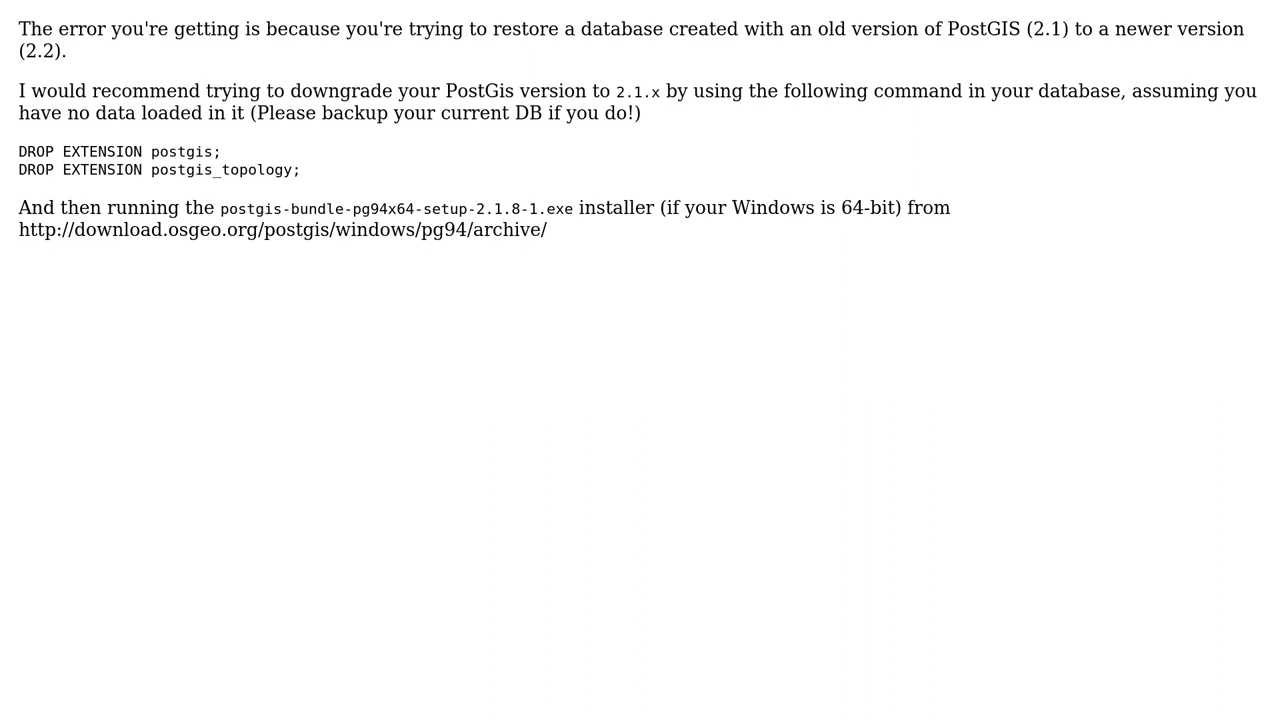 The error you're getting is because you're trying to restore a database created with an old version of PostGIS (2.1) to a newer version
(2.2).
I would recommend trying to downgrade your PostGis version to 2.1.x by using the following command in your database, assuming you
have no data loaded in it (Please backup your current DB if you do!)
DROP EXTENSION postgis;
DROP EXTENSION postgis_topology;
And then running the postgis-bundle-pg94x64-setup-2.1.8-1.exe installer (if your Windows is 64-bit) from
http://download.osgeo.org/postgis/windows/pg94/archive/